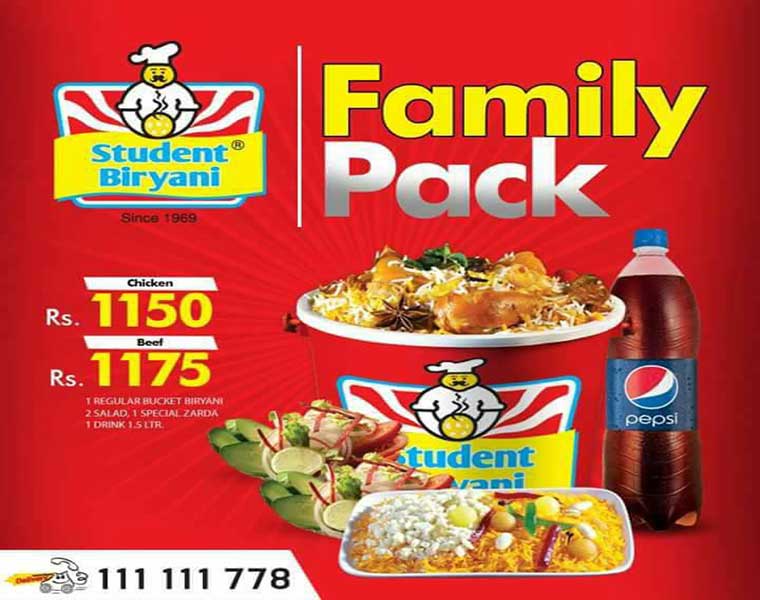 Student®
Biryani
Since 1969
Family
Pack
Chicken
Rs. 1150
Beef
Rs. 1175
1 REGULAR BUCKET BIRYANI
2 SALAD, 1 SPECIAL ZARDA
1 DRINK 1.5 LTR.
pepsi
Student
Delivery
111 111 778